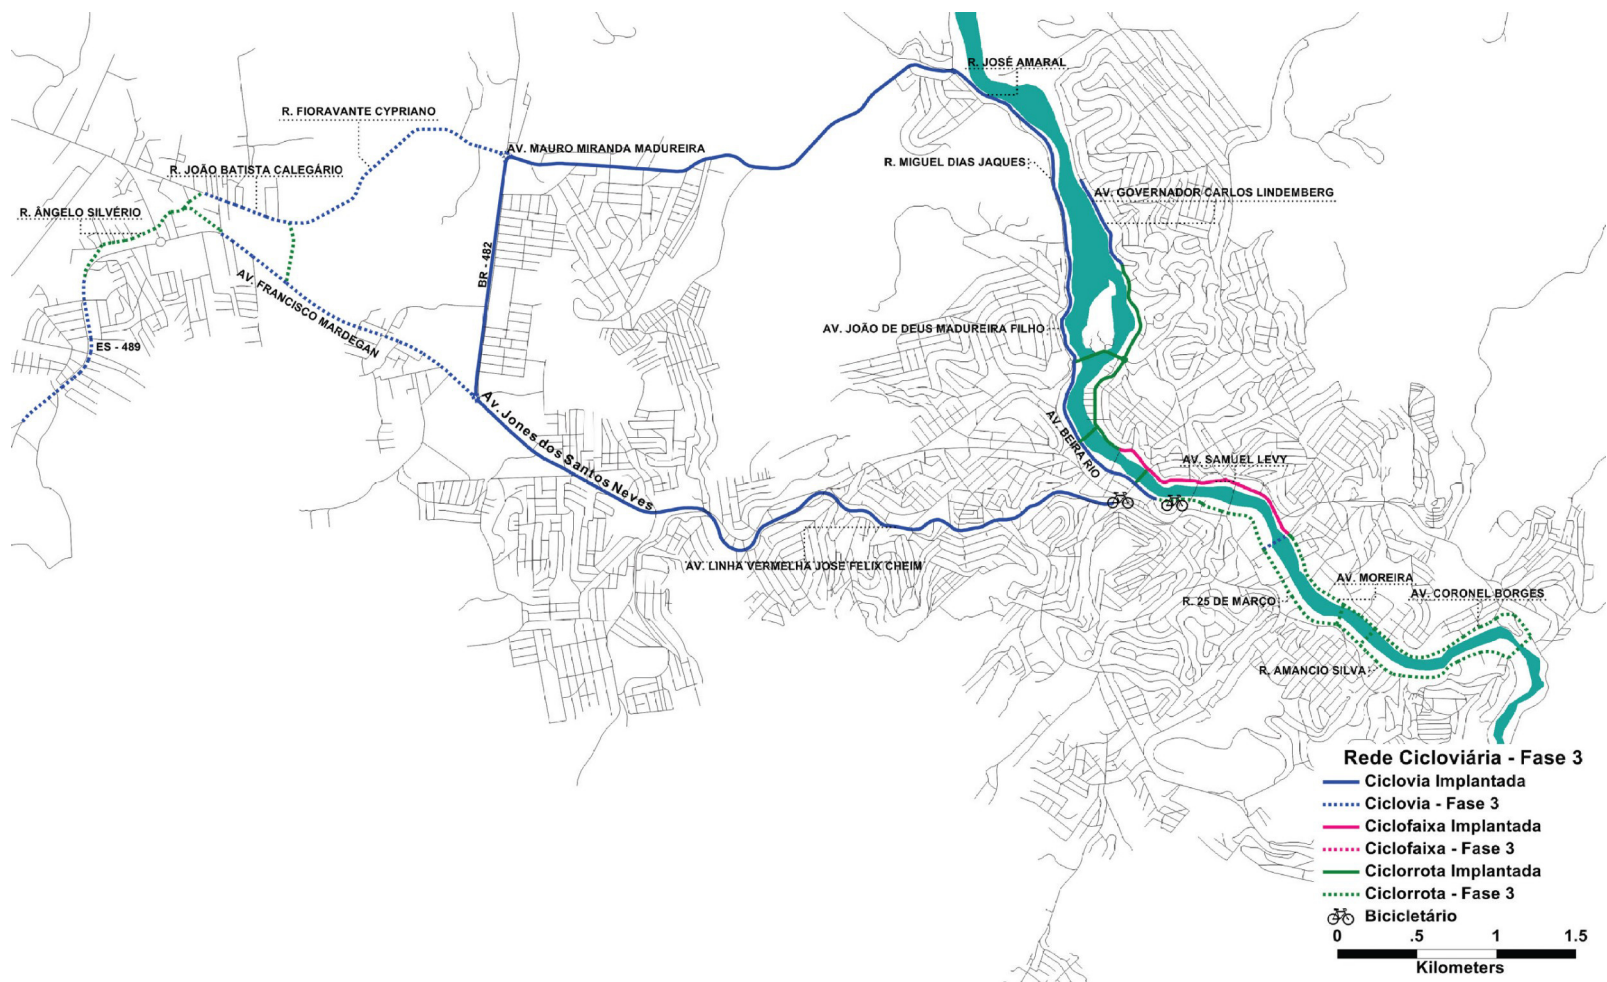 R. JOSÉ AMARAL
R. FIORAVANTE CYPRIANO
AV. MAURO MIRANDA MADUREIRA
R. MIGUEL DIAS JAQUES
R. JOÃO BATISTA CALEGÁRIO
AV. GOVERNADOR CARLOS LINDEMBERG
R. ÂNGELO SILVÉRIO
BR - 482
AV. FRANCISCO MARDEGAN
AV. JOÃO DE DEUS MADUREIRA FILHO
ES - 489
Av. Jones dos Santos Neves
AV. BEIRA RIO
AV. SAMUEL LEVY
AV. LINHA VERMELHA JOSE FELIX CHEIM
AV. MOREIRA
AV. CORONEL BORGES
R. 25 DE MARÇO
R. AMANCIO SILVA
Rede Cicloviária - Fase 3
Ciclovia Implantada
Ciclovia - Fase 3
Ciclofaixa Implantada
Ciclofaixa - Fase 3
Ciclorrota Implantada
Ciclorrota - Fase 3
Bicicletário
0 .5 1 1.5
Kilometers